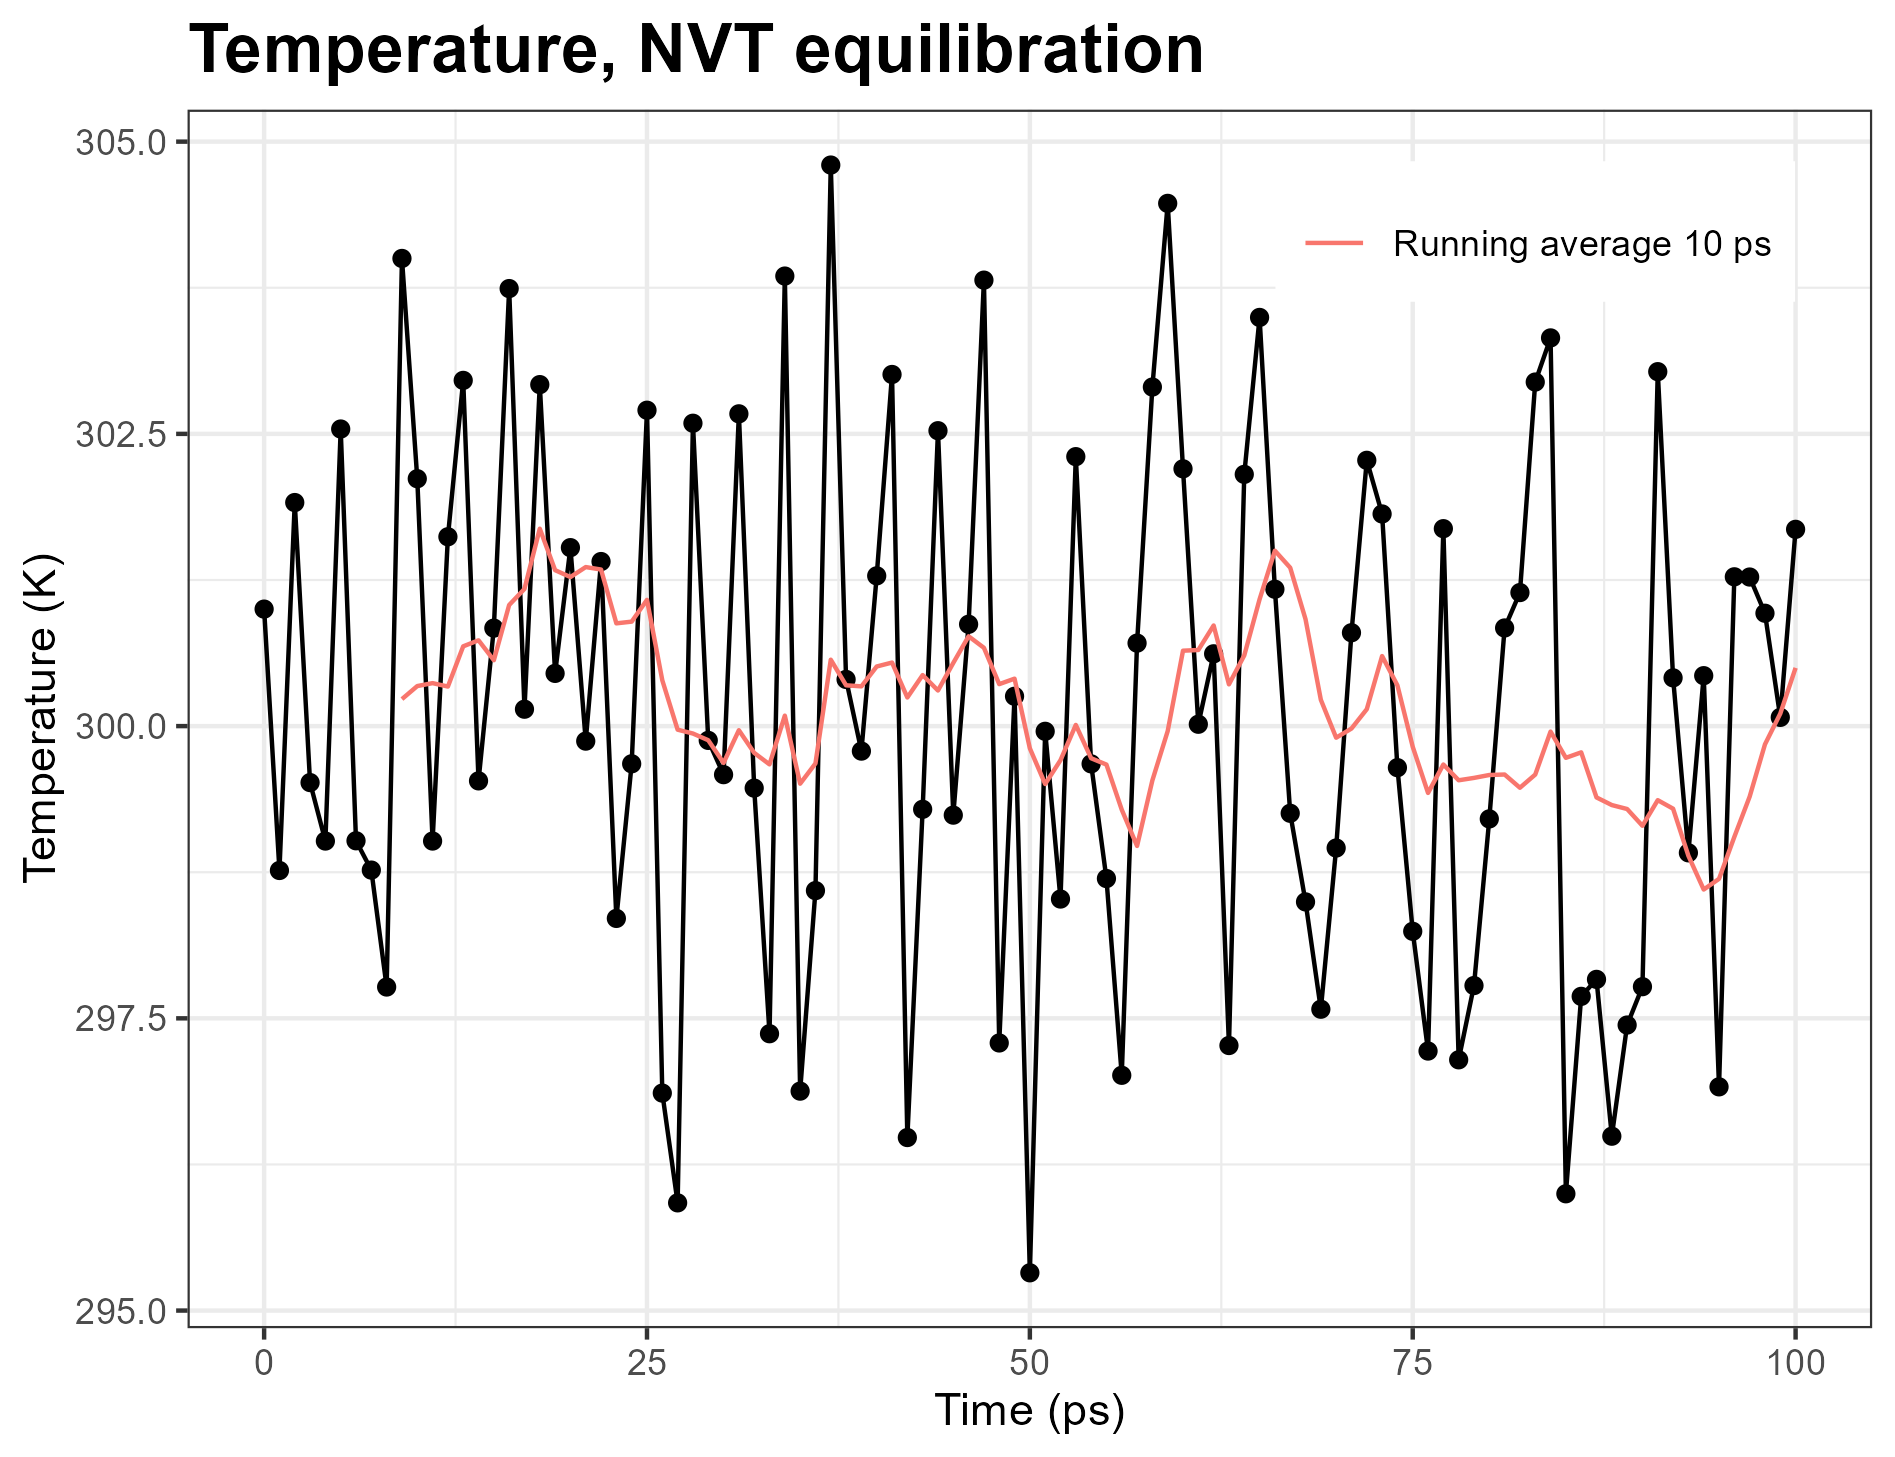 Temperature, NVT equilibration
305.0
302.5
300.0
297.5
295.0
Temperature (K)
Running average 10 ps
0 25 50 75 100
Time (ps)